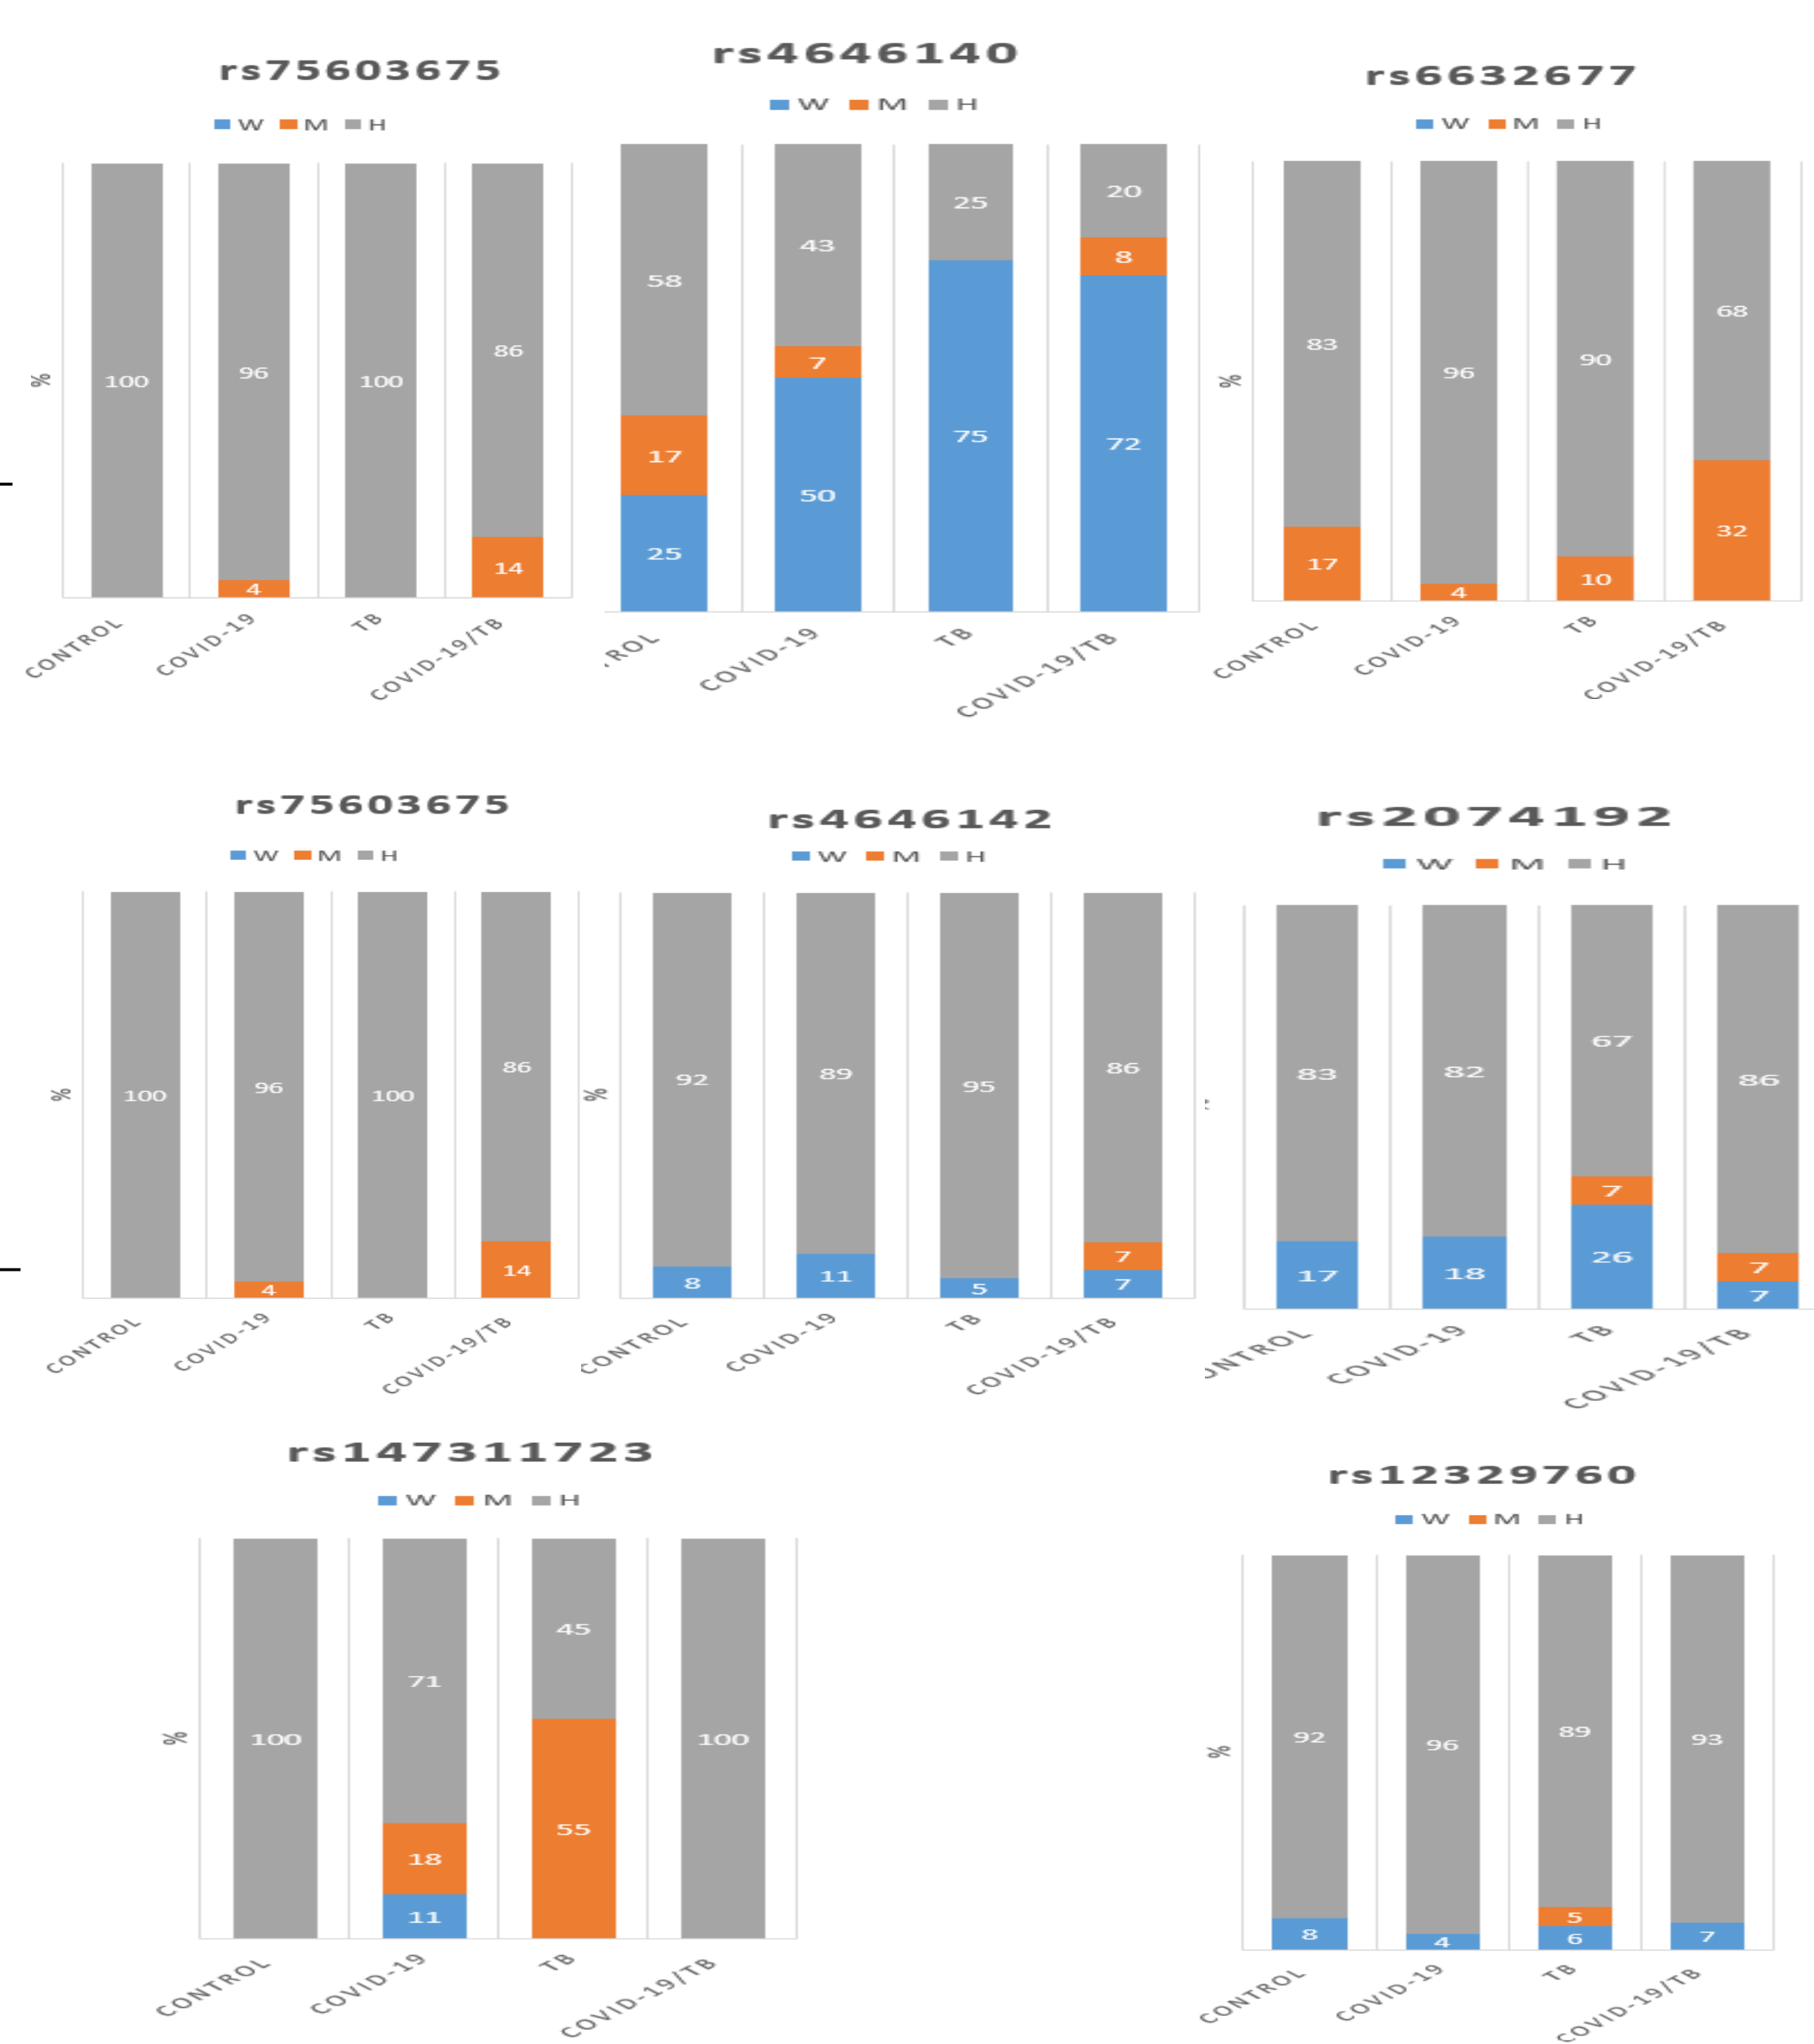 rs75603675
W M H
100 96 100 86
4 14
%
CONTROL COVID-19 TB COVID-19/TB
rs4646140
W M H
58 43 25 20
17 7 8
25 50 75 72
ROL COVID-19 TB COVID-19/TB
rs6632677
W M H
83 96 90 68
17 4 10 32
%
CONTROL COVID-19 TB COVID-19/TB
rs75603675
W M H
100 96 100 86
4 14
%
CONTROL COVID-19 TB COVID-19/TB
rs4646142
W M H
92 89 95 86
7
8 11 5 7
%
CONTROL COVID-19 TB COVID-19/TB
rs2074192
W M H
83 82 67 86
7 7
17 18 26 7
ONTROL COVID-19 TB COVID-19/TB
rs147311723
W M H
100 71 45 100
18 55
11
%
CONTROL COVID-19 TB COVID-19/TB
rs12329760
W M H
92 96 89 93
5
8 4 6 7
%
CONTROL COVID-19 TB COVID-19/TB